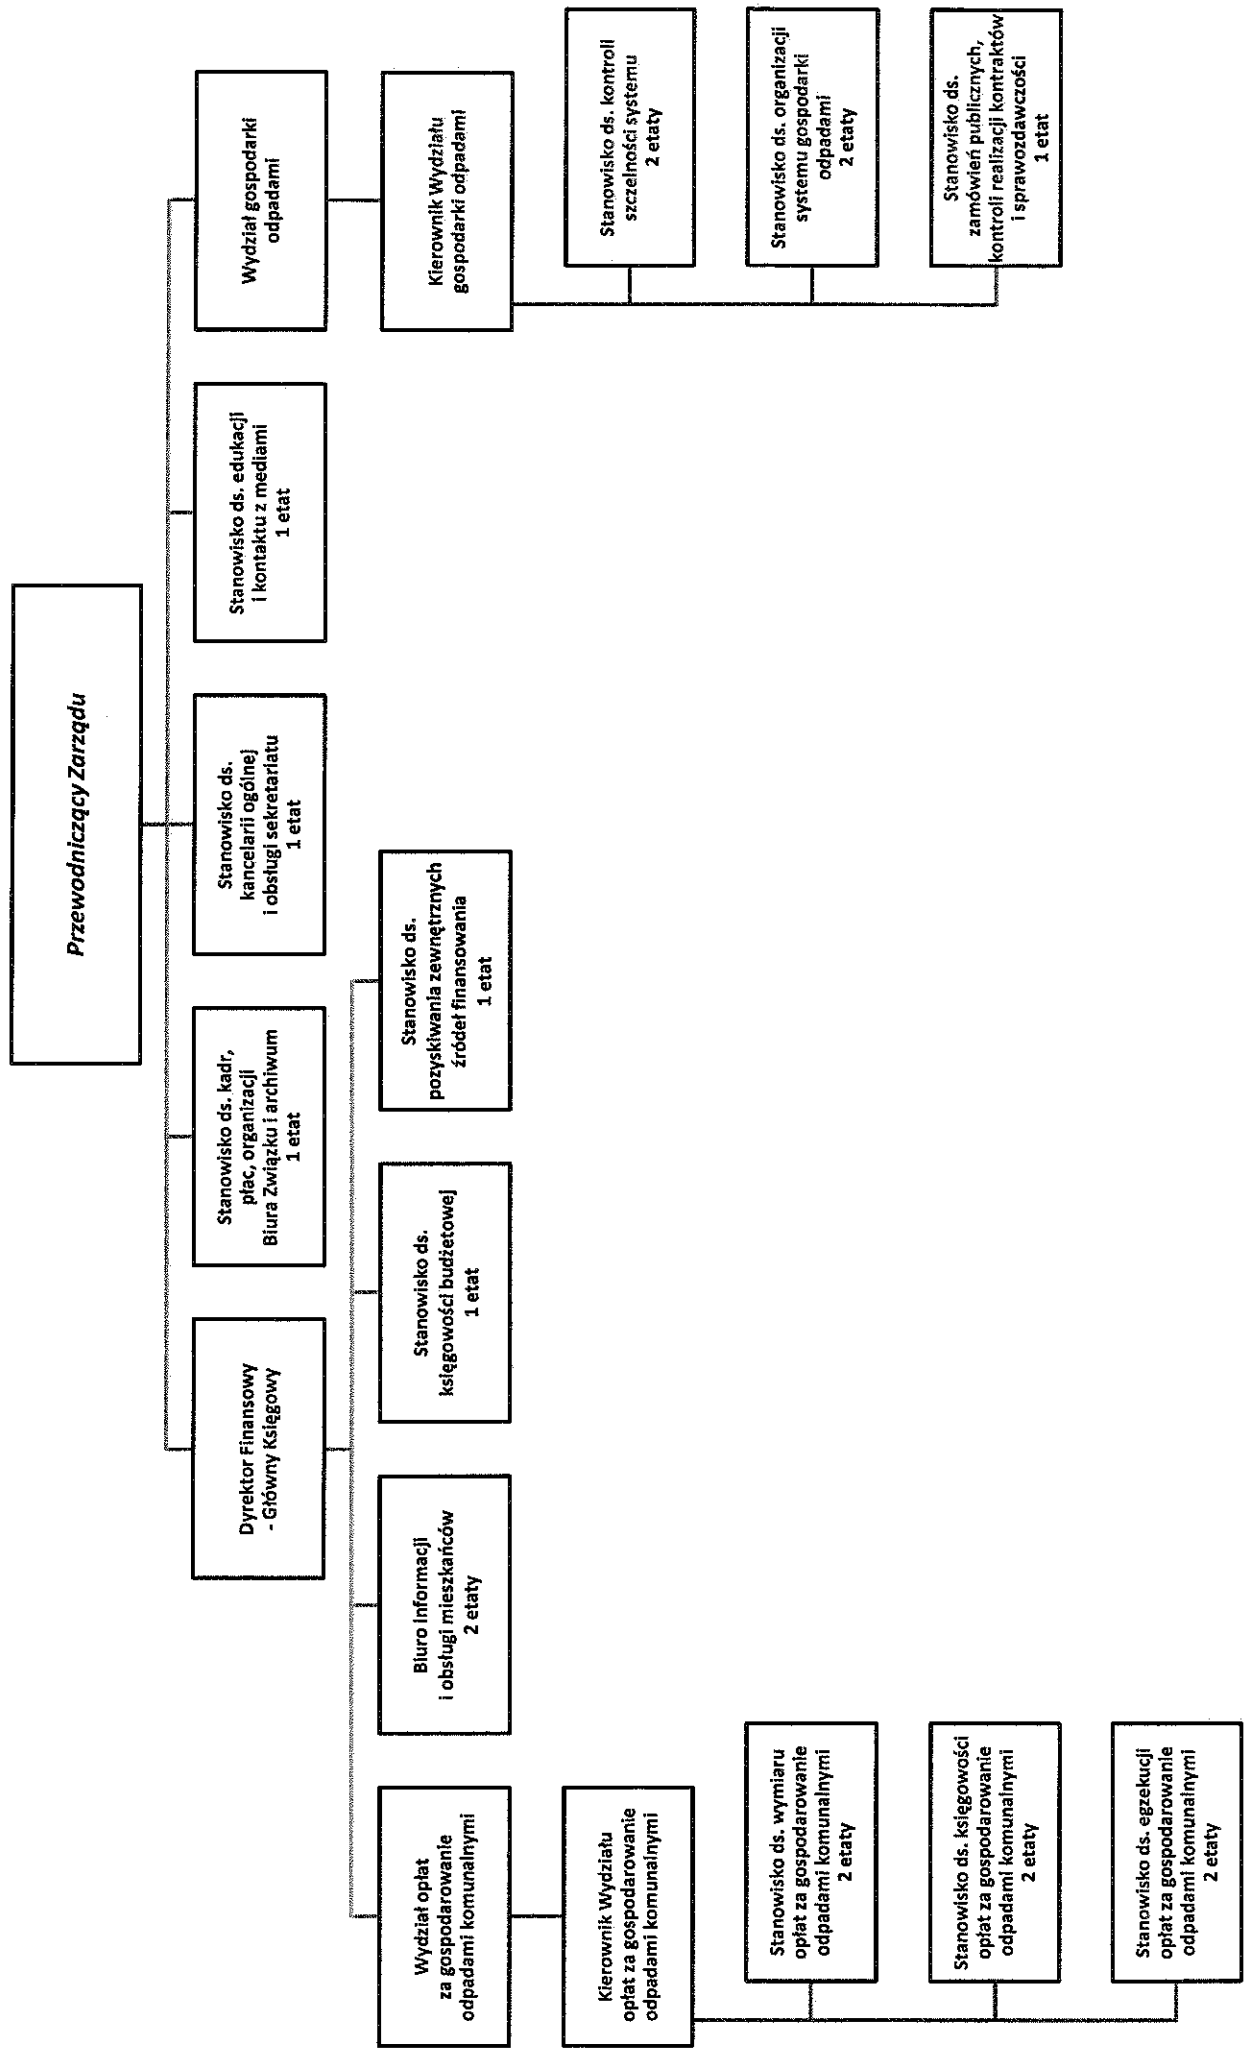 Przewodniczący Zarządu
Dyrektor Finansowy
- Główny Księgowy
Stanowisko ds. kadr,
płac, organizacji
Biura Związku i archiwum
1 etat
Stanowisko ds.
kancelarii ogólnej
i obsługi sekretariatu
1 etat
Stanowisko ds. edukacji
i kontaktu z mediami
1 etat
Wydział gospodarki
odpadami
Wydział opłat
za gospodarowanie
odpadami komunalnymi
Biuro Informacji
i obsługi mieszkańców
2 etaty
Stanowisko ds.
księgowości budżetowej
1 etat
Stanowisko ds.
pozyskiwania zewnętrznych
źródeł finansowania
1 etat
Kierownik Wydziału
gospodarki odpadami
Kierownik Wydziału
opłat za gospodarowanie
odpadami komunalnymi
Stanowisko ds. kontroli
szczelności systemu
2 etaty
Stanowisko ds. wymiaru
opłat za gospodarowanie
odpadami komunalnymi
2 etaty
Stanowisko ds. organizacji
systemu gospodarki
odpadami
2 etaty
Stanowisko ds. księgowości
opłat za gospodarowanie
odpadami komunalnymi
2 etaty
Stanowisko ds.
zamówień publicznych,
kontroli realizacji kontraktów
i sprawozdawczości
1 etat
Stanowisko ds. egzekucji
opłat za gospodarowanie
odpadami komunalnymi
2 etaty